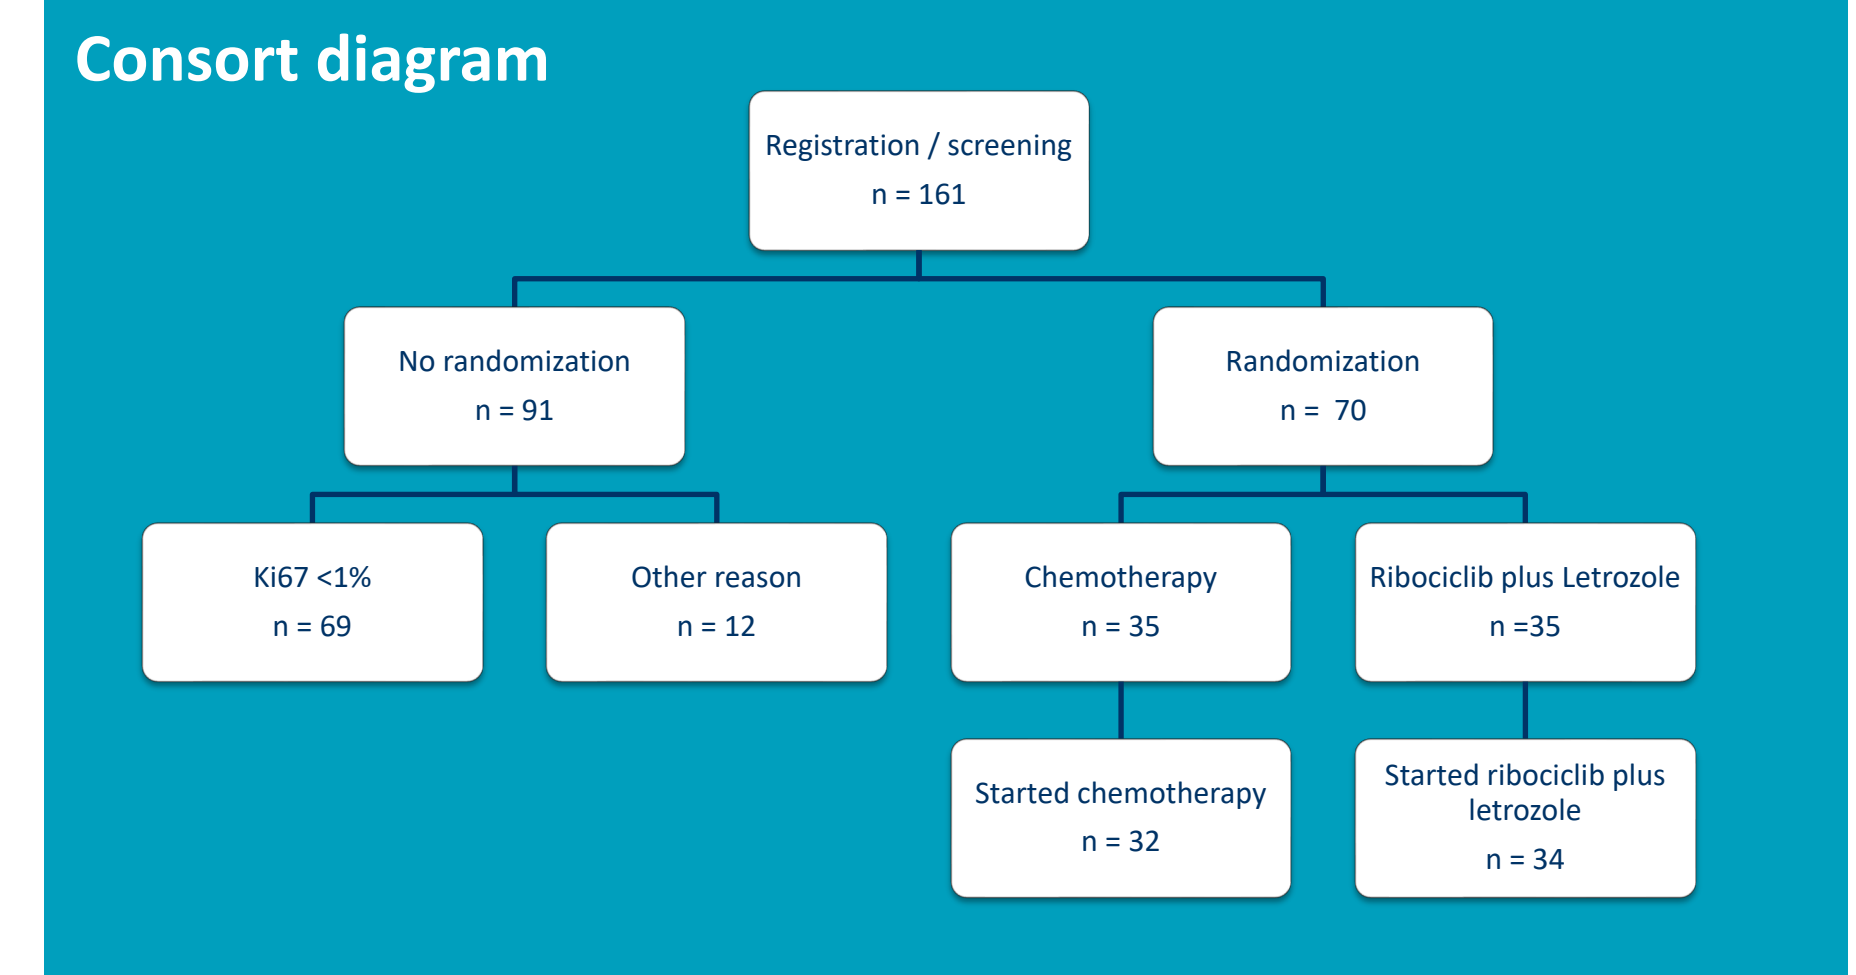 Consort diagram
Registration / screening
n = 161
No randomization
n = 91
Randomization
n =  70
Ki67 <1%
n = 69
Other reason
n = 12
Chemotherapy
n = 35
Ribociclib plus Letrozole
n =35
Started chemotherapy
n = 32
Started ribociclib plus
letrozole
n = 34